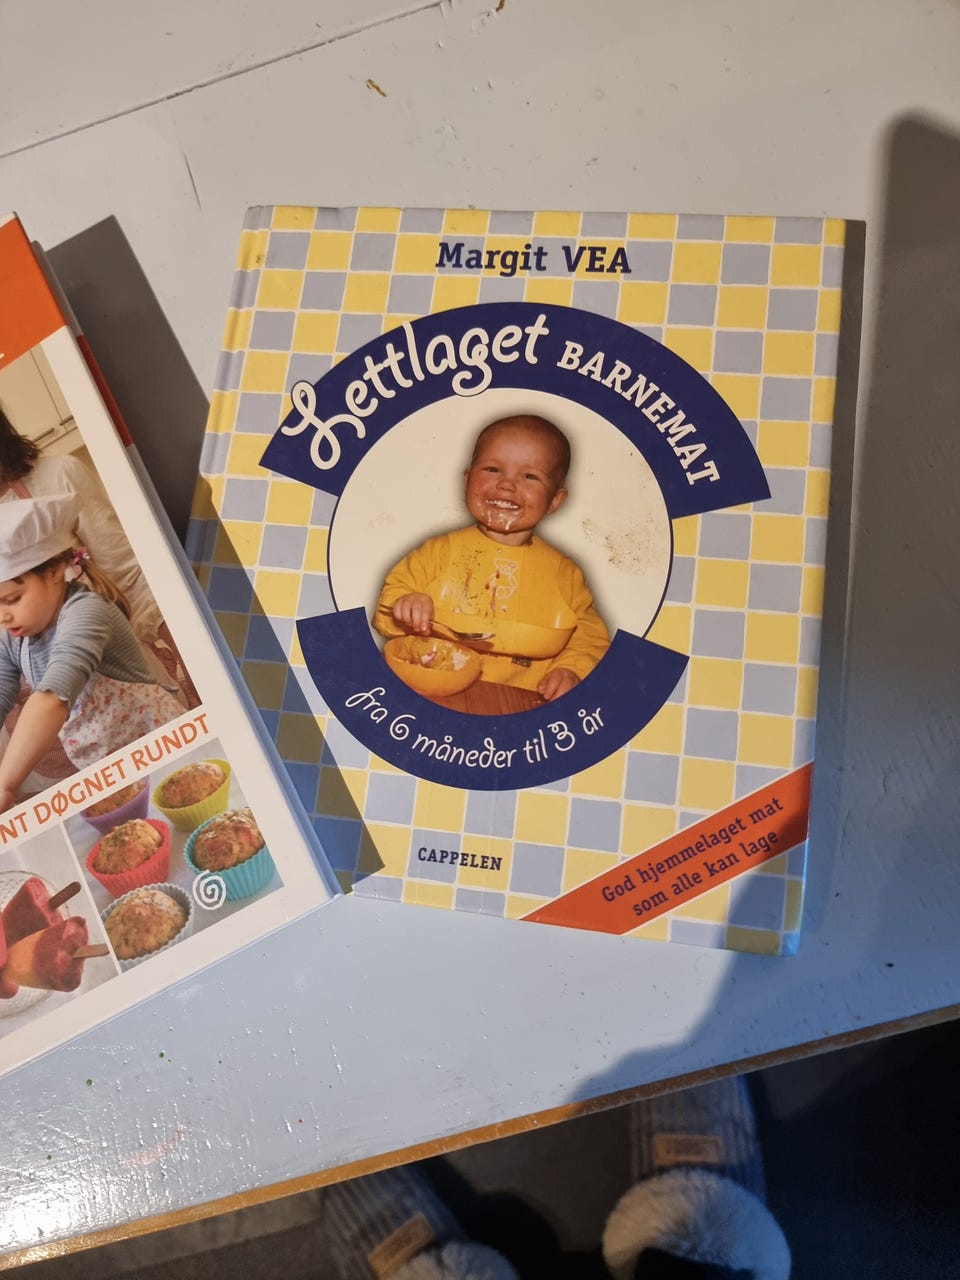 Margit VEA
Lettlaget BARNEMAT
fra 6 måneder til 3 år
CAPPELEN
God hjemmelaget mat
som alle kan lage
NT DØGNET RUNDT